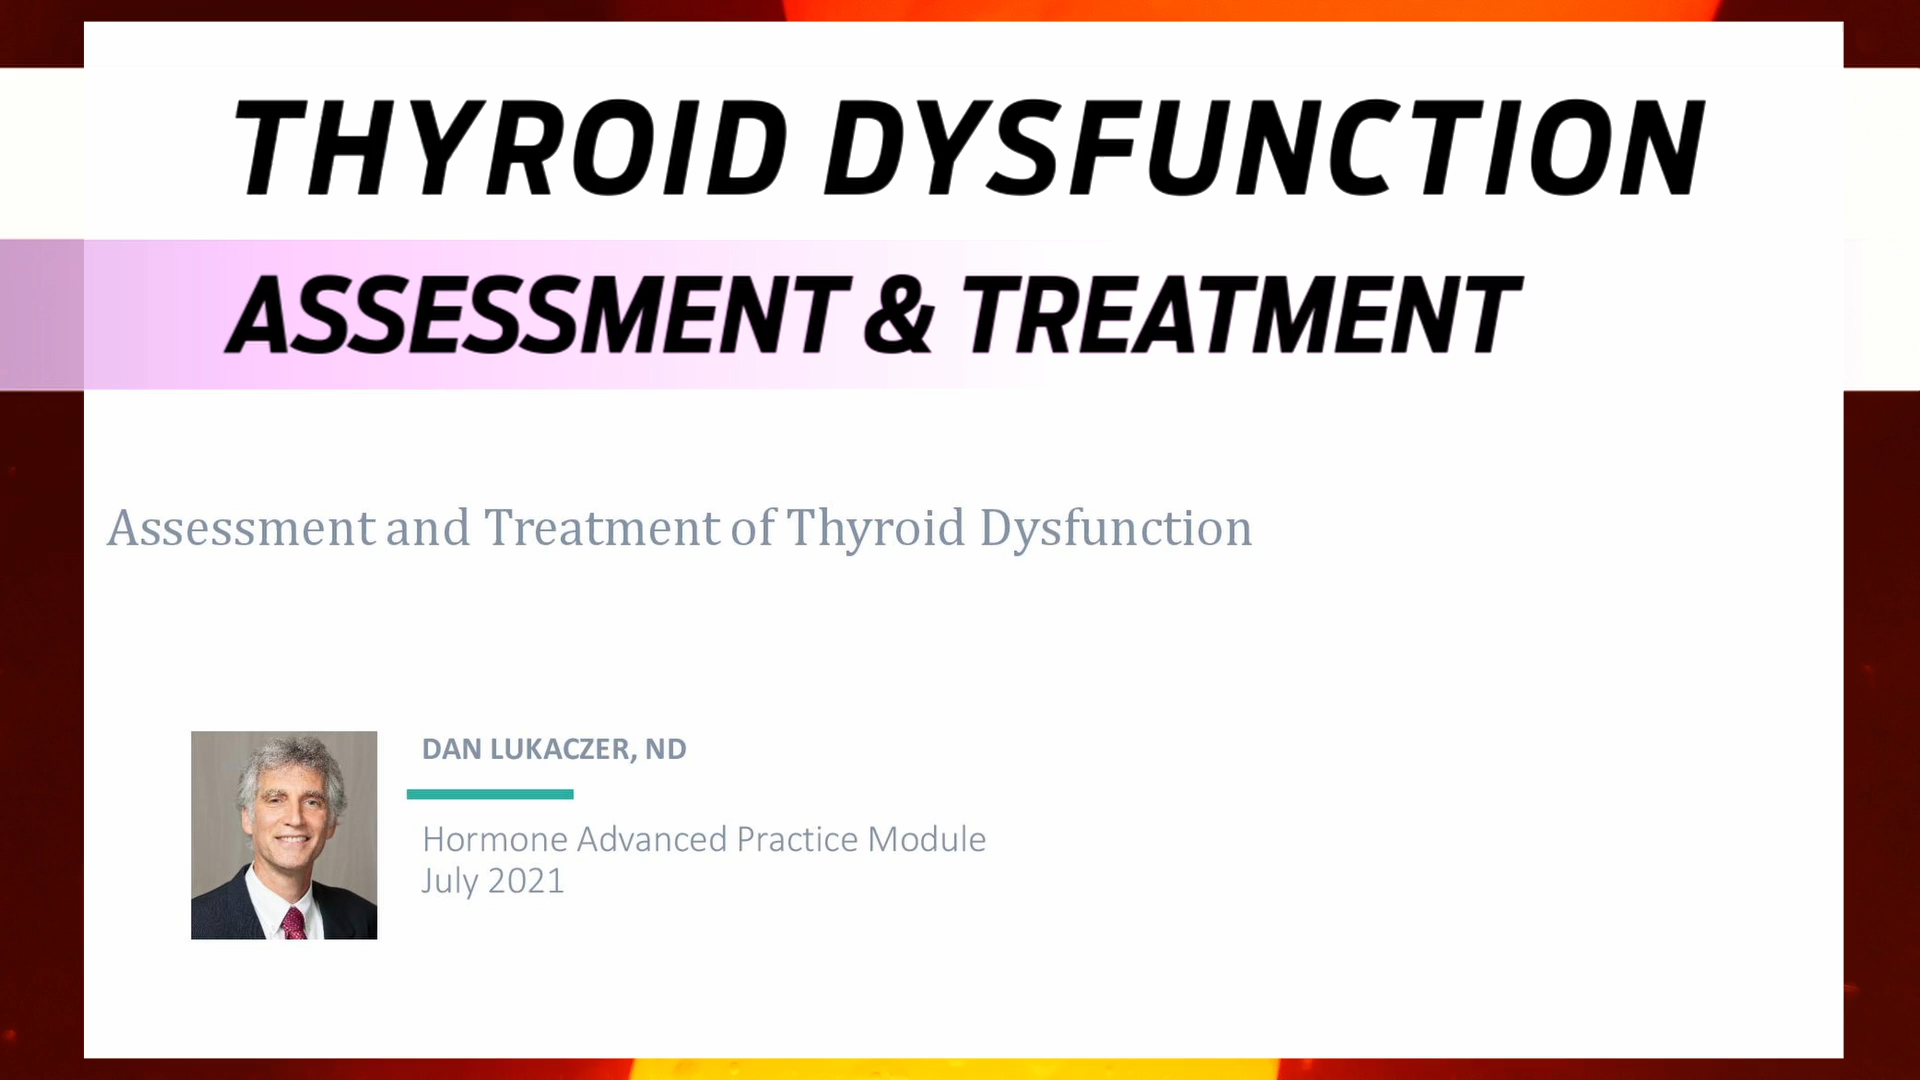 THYROID DYSFUNCTION
ASSESSMENT & TREATMENT
Assessment and Treatment of Thyroid Dysfunction
DAN LUKACZER, ND
Hormone Advanced Practice Module
July 2021